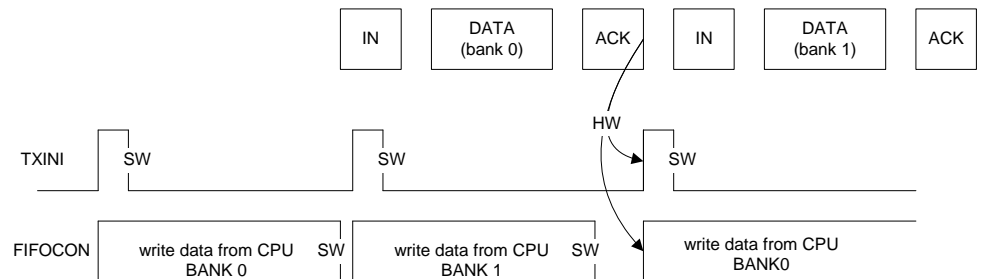 IN DATA ACK IN DATA ACK
(bank 0) (bank 1)
HW
TXINI SW SW SW
FIFOCON write data from CPU SW write data from CPU SW write data from CPU
BANK 0 BANK 1 BANK0